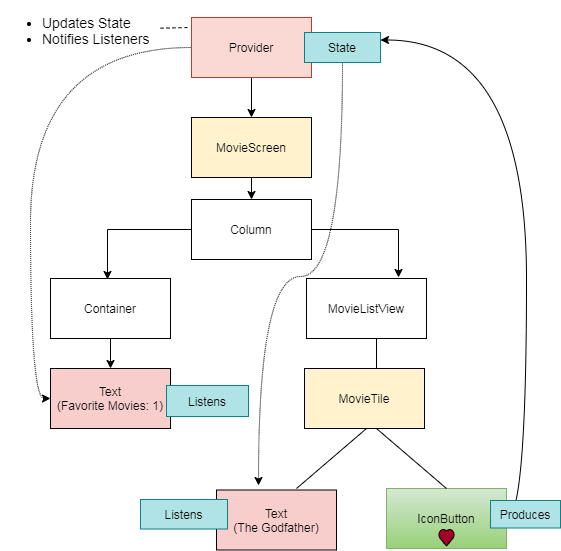 • Updates State
• Notifies Listeners
Provider
State
MovieScreen
Column
Container
MovieListView
Text
(Favorite Movies: 1)
Listens
MovieTile
Listens
Text
(The Godfather)
IconButton
Produces